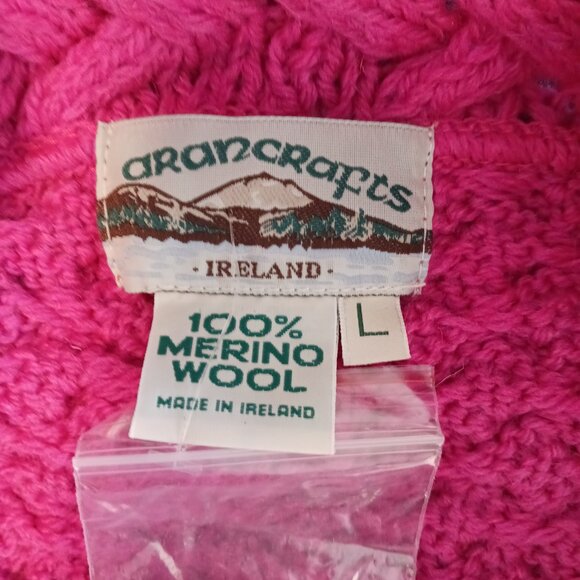 arancrafts
· IRELAND ·
L
100%
MERINO
WOOL
MADE IN IRELAND